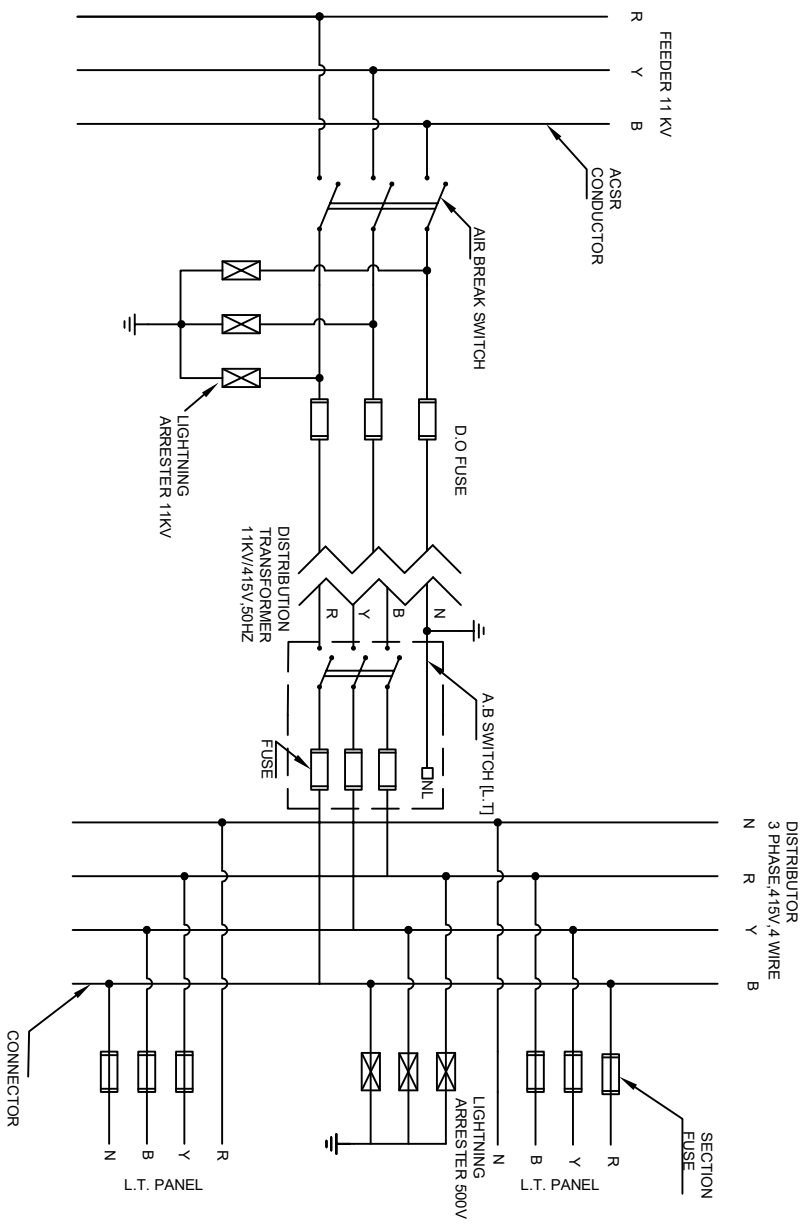 R
Y
B
FEEDER 11 KV
ACSR
CONDUCTOR
AIR BREAK SWITCH
LIGHTNING
ARRESTER 11KV
D.O FUSE
DISTRIBUTION
TRANSFORMER
11KV/415V,50HZ
R
Y
B
N
A.B SWITCH [L.T]
NL
FUSE
DISTRIBUTOR
3 PHASE,415V,4 WIRE
N
R
Y
B
CONNECTOR
N
B
Y
R
L.T. PANEL
LIGHTNING
ARRESTER 500V
N
B
Y
R
L.T. PANEL
SECTION
FUSE